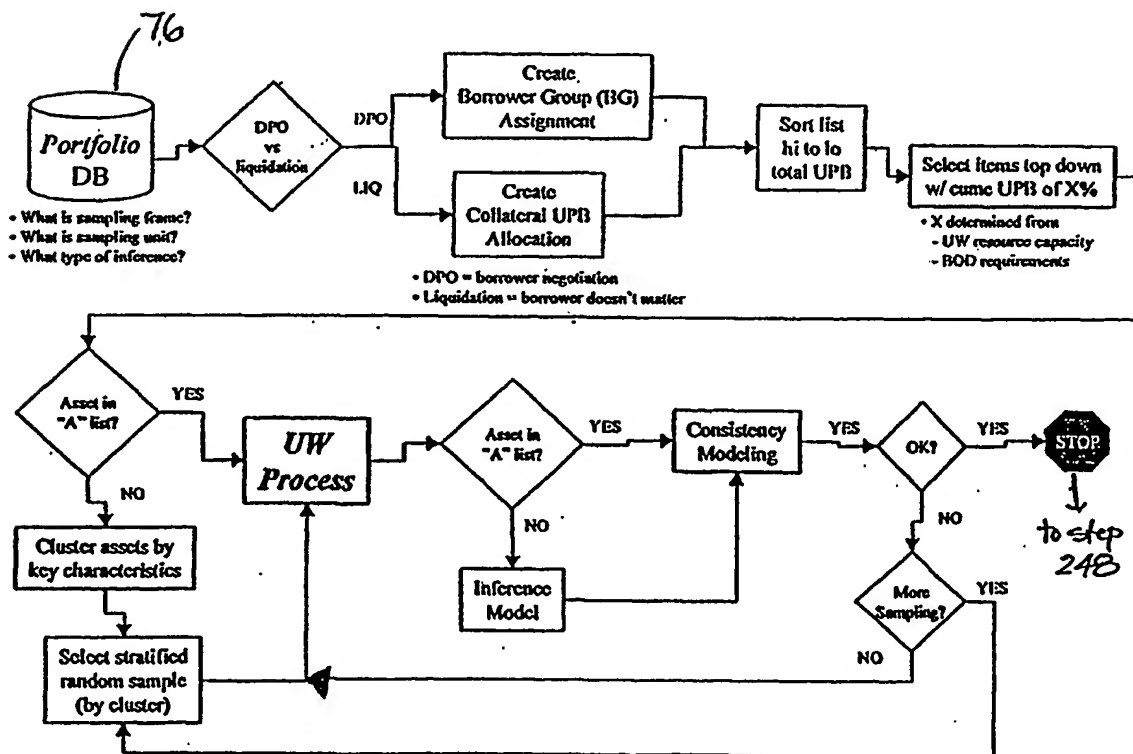 76
Portfolio
DB
• What is sampling frame?
• What is sampling unit?
• What type of inference?
DPO
vs
liquidation
DPO
LIQ
Create
Borrower Group (BG)
Assignment
Create
Collateral UPB
Allocation
• DPO = borrower negotiation
• Liquidation = borrower doesn't matter
Sort list
hi to lo
total UPB
Select items top down
w/ cume UPB of X%
• X determined from
- UW resource capacity
- BOD requirements
Asset in
"A" list?
YES
NO
Cluster assets by
key characteristics
Select stratified
random sample
(by cluster)
UW
Process
Asset in
"A" list?
YES
NO
Inference
Model
Consistency
Modeling
YES
OK?
YES
NO
STOP
to step
248
More
Sampling?
YES
NO